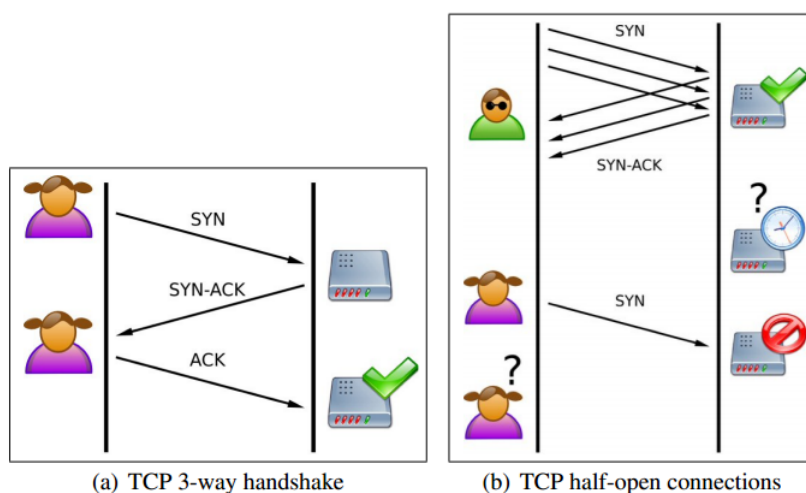 SYN
SYN-ACK
ACK
(a) TCP 3-way handshake
SYN
SYN-ACK
?
SYN
?
(b) TCP half-open connections